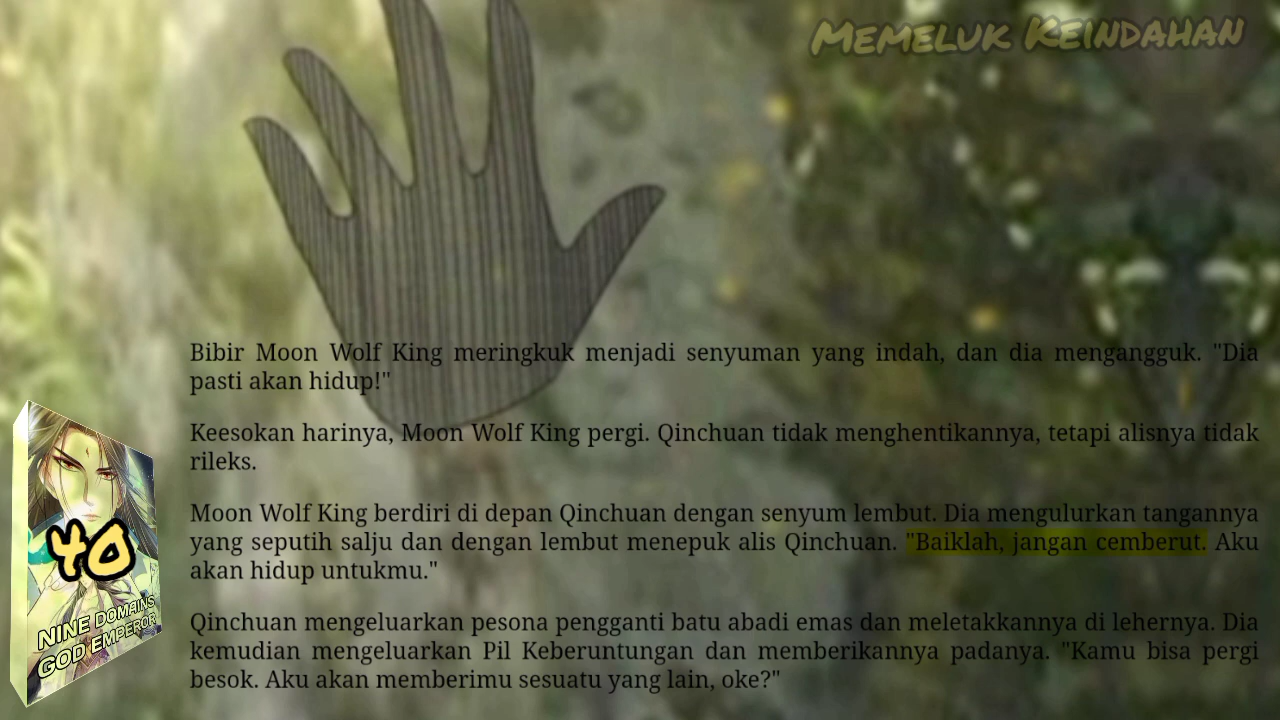 Memeluk Keindahan
Bibir Moon Wolf King meringkuk menjadi senyuman yang indah, dan dia mengangguk. "Dia
pasti akan hidup!"
Keesokan harinya, Moon Wolf King pergi. Qinchuan tidak menghentikannya, tetapi alisnya tidak
rileks.
Moon Wolf King berdiri di depan Qinchuan dengan senyum lembut. Dia mengulurkan tangannya
yang seputih salju dan dengan lembut menepuk alis Qinchuan. "Baiklah, jangan cemberut. Aku
akan hidup untukmu."
Qinchuan mengeluarkan pesona pengganti batu abadi emas dan meletakkannya di lehernya. Dia
kemudian mengeluarkan Pil Keberuntungan dan memberikannya padanya. "Kamu bisa pergi
besok. Aku akan memberimu sesuatu yang lain, oke?"
40
NINE DOMAINS
GOD EMPEROR